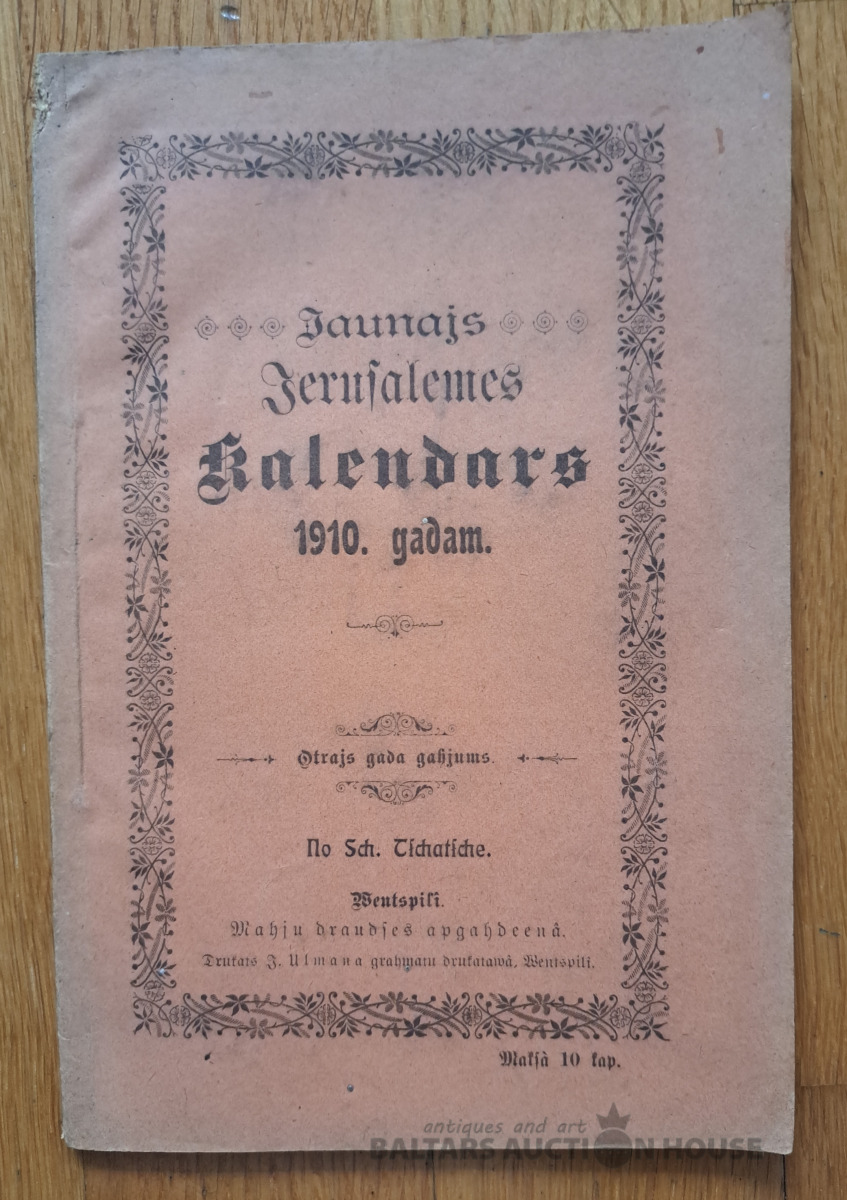 Jaunajs
Jeruſalemes
Kalendars
1910. gadam.
Otrajs gada gahjums.
No Sch. Tſchatſche.
Wentspilî.
Mahju draudſes apgahdeenâ.
Drukats J. Ulmana grahmatu drukatawâ, Wentspilî.
Makſâ 10 kap.
antiques and art
BALTARS AUCTION HOUSE